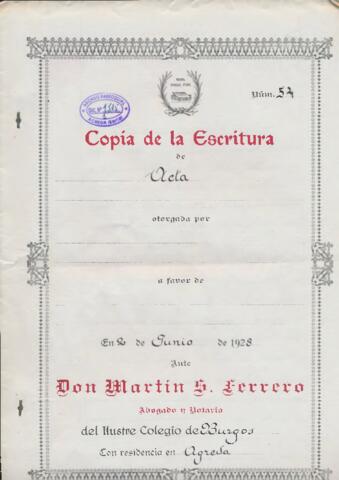 Núm. 54
Copia de la Escritura
de
Acta
otorgada por
a favor de
En 2 de Junio de 1928
Ante
Don Martin S. Ferrero
Abogado y Notario
del Ilustre Colegio de Burgos
Con residencia en Agreda